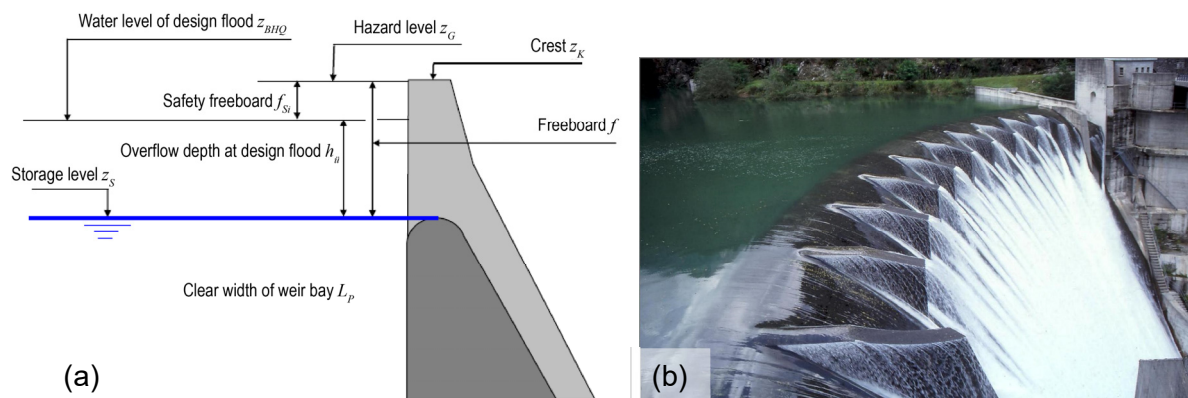 Water level of design flood z_BHQ
Hazard level z_G
Crest z_K
Safety freeboard f_Si
Freeboard f
Overflow depth at design flood h_ü
Storage level z_S
Clear width of weir bay L_P
(a)
(b)